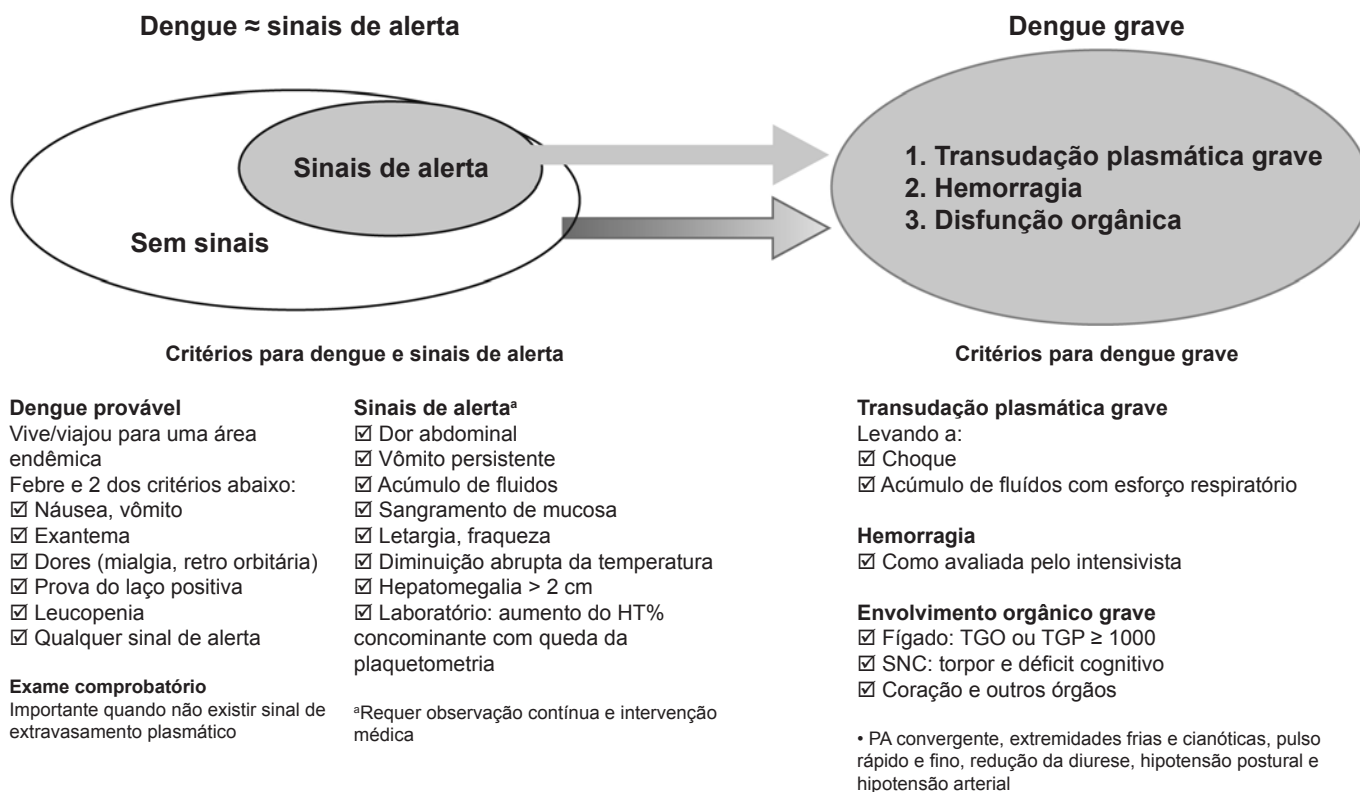 Dengue ≈ sinais de alerta
Dengue grave
Sinais de alerta
Sem sinais
1. Transudação plasmática grave
2. Hemorragia
3. Disfunção orgânica
Critérios para dengue e sinais de alerta
Critérios para dengue grave
Dengue provável
Vive/viajou para uma área
endêmica
Febre e 2 dos critérios abaixo:
☑ Náusea, vômito
☑ Exantema
☑ Dores (mialgia, retro orbitária)
☑ Prova do laço positiva
☑ Leucopenia
☑ Qualquer sinal de alerta
Exame comprobatório
Importante quando não existir sinal de
extravasamento plasmático
Sinais de alertaᵃ
☑ Dor abdominal
☑ Vômito persistente
☑ Acúmulo de fluidos
☑ Sangramento de mucosa
☑ Letargia, fraqueza
☑ Diminuição abrupta da temperatura
☑ Hepatomegalia > 2 cm
☑ Laboratório: aumento do HT%
concominante com queda da
plaquetometria
ᵃRequer observação contínua e intervenção
médica
Transudação plasmática grave
Levando a:
☑ Choque
☑ Acúmulo de fluídos com esforço respiratório
Hemorragia
☑ Como avaliada pelo intensivista
Envolvimento orgânico grave
☑ Fígado: TGO ou TGP ≥ 1000
☑ SNC: torpor e déficit cognitivo
☑ Coração e outros órgãos
• PA convergente, extremidades frias e cianóticas, pulso
rápido e fino, redução da diurese, hipotensão postural e
hipotensão arterial